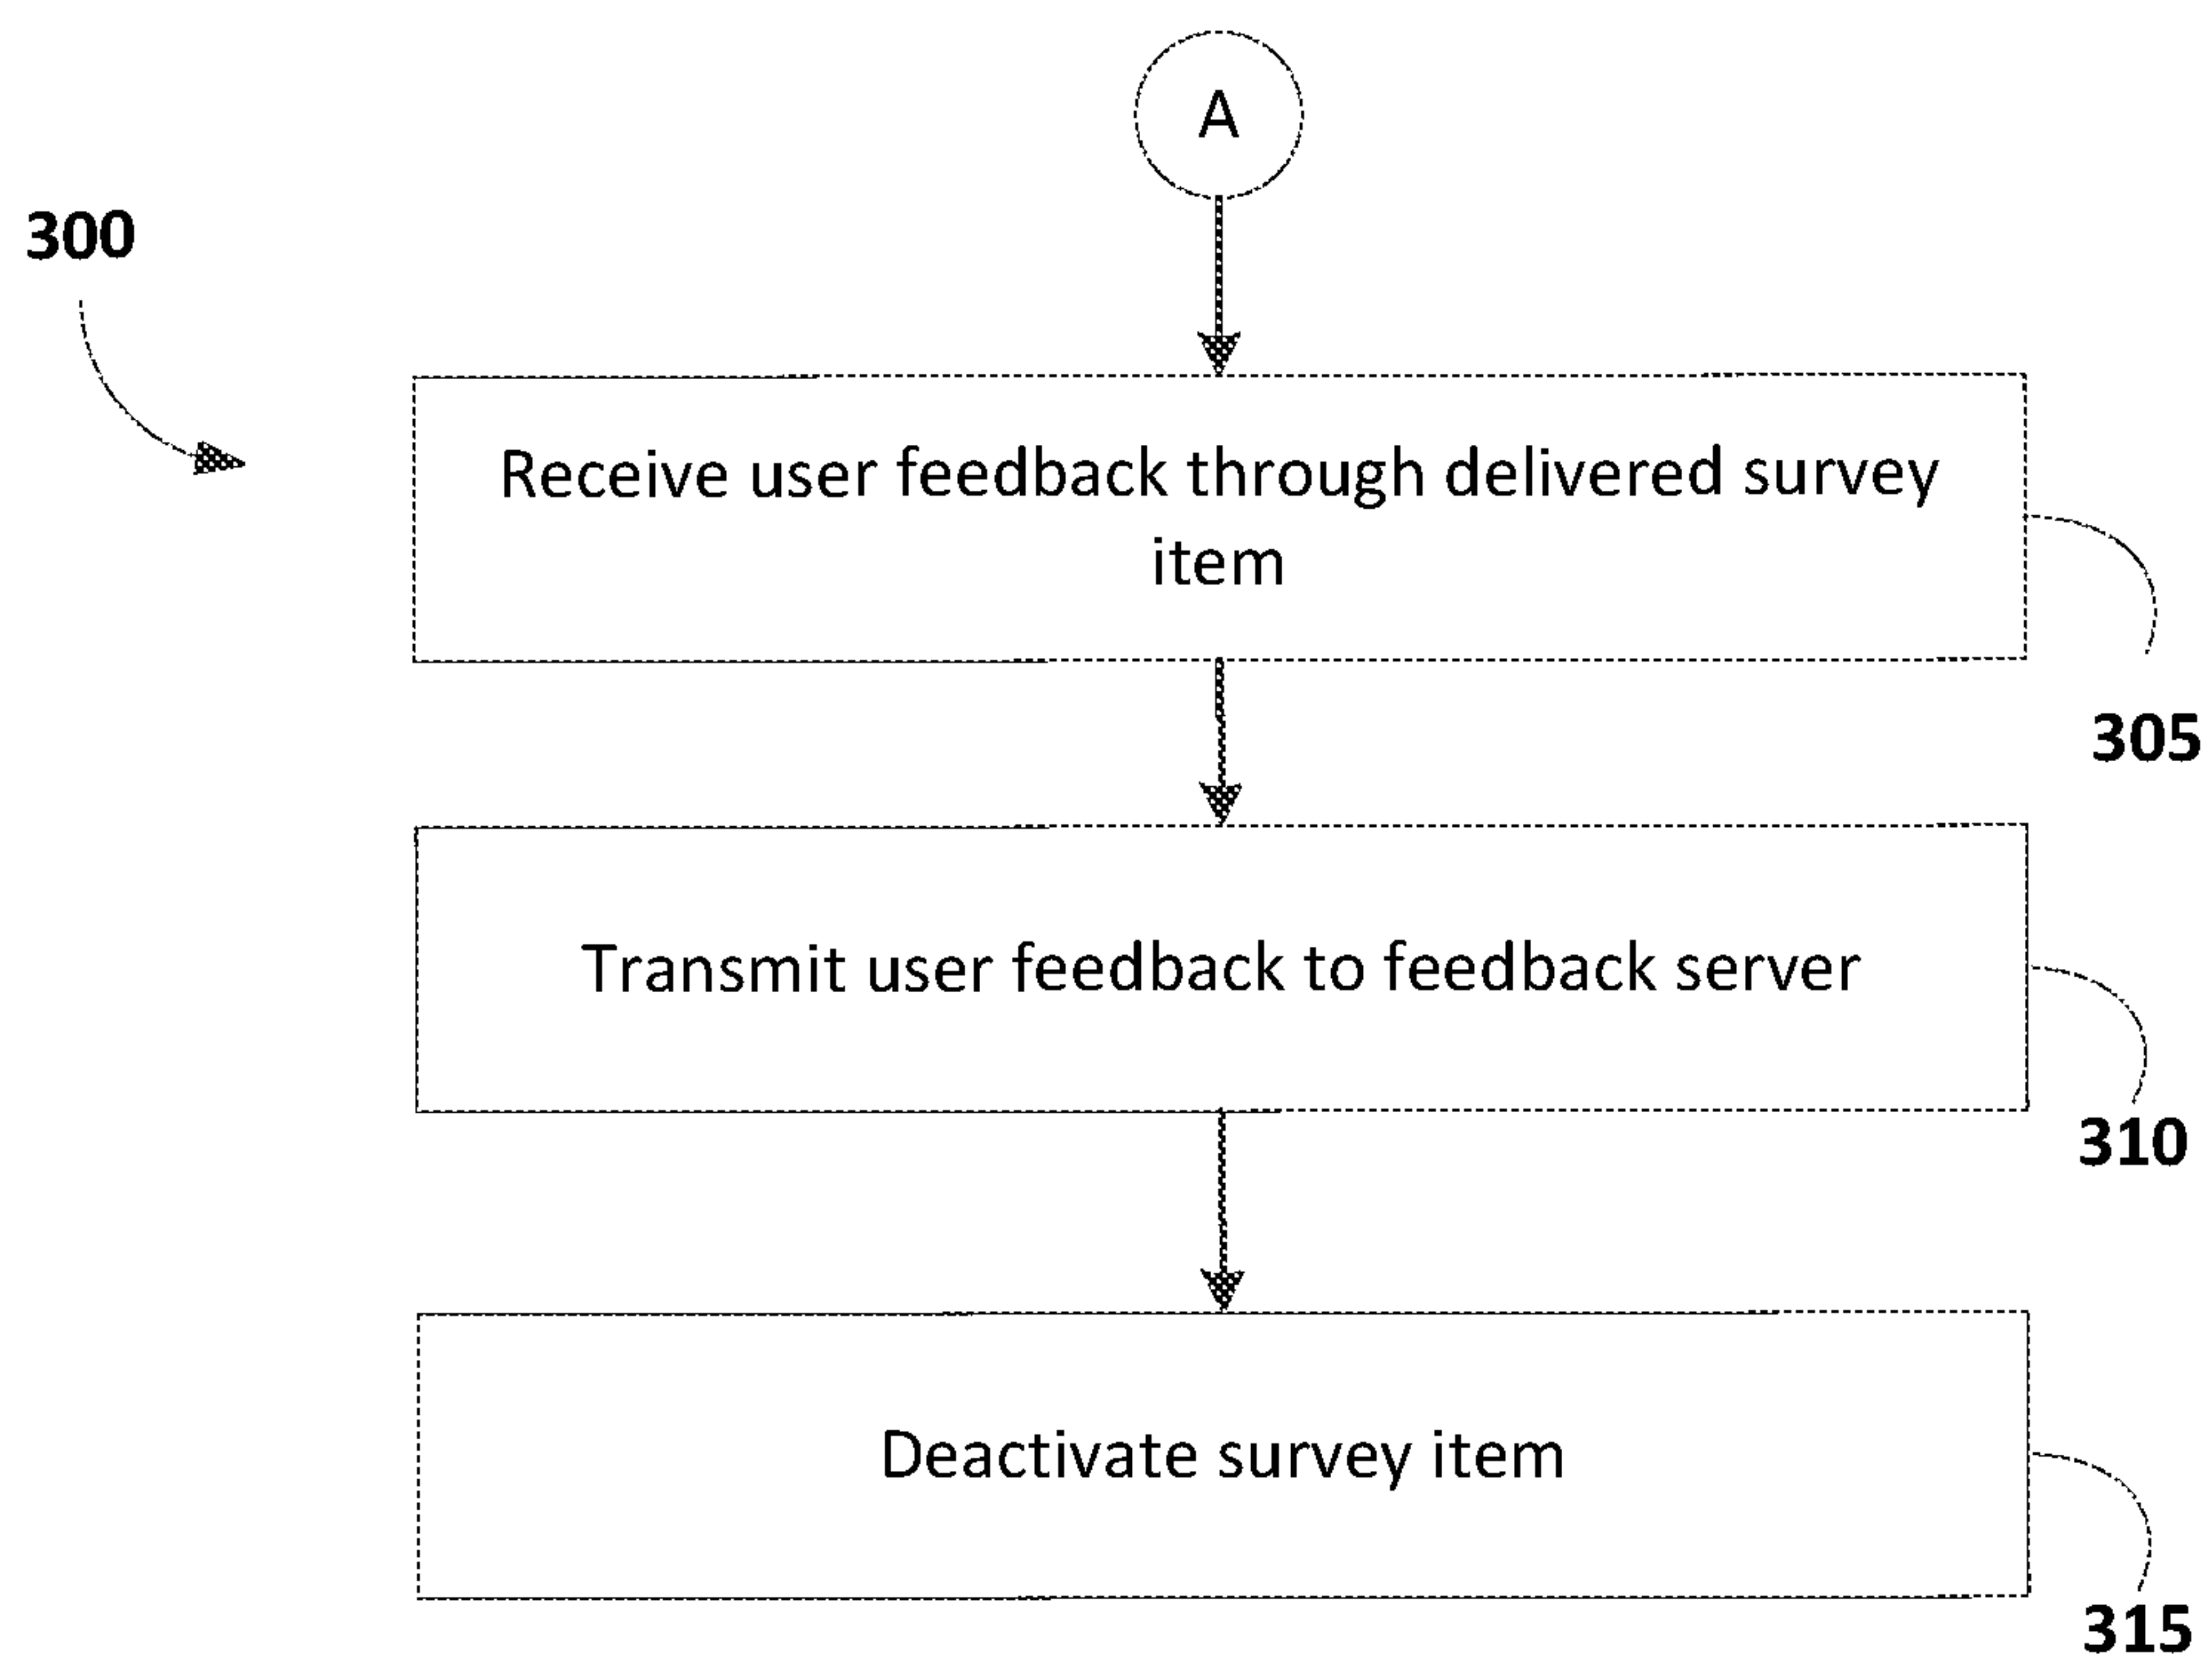 A
300
Receive user feedback through delivered survey
item
305
Transmit user feedback to feedback server
310
Deactivate survey item
315